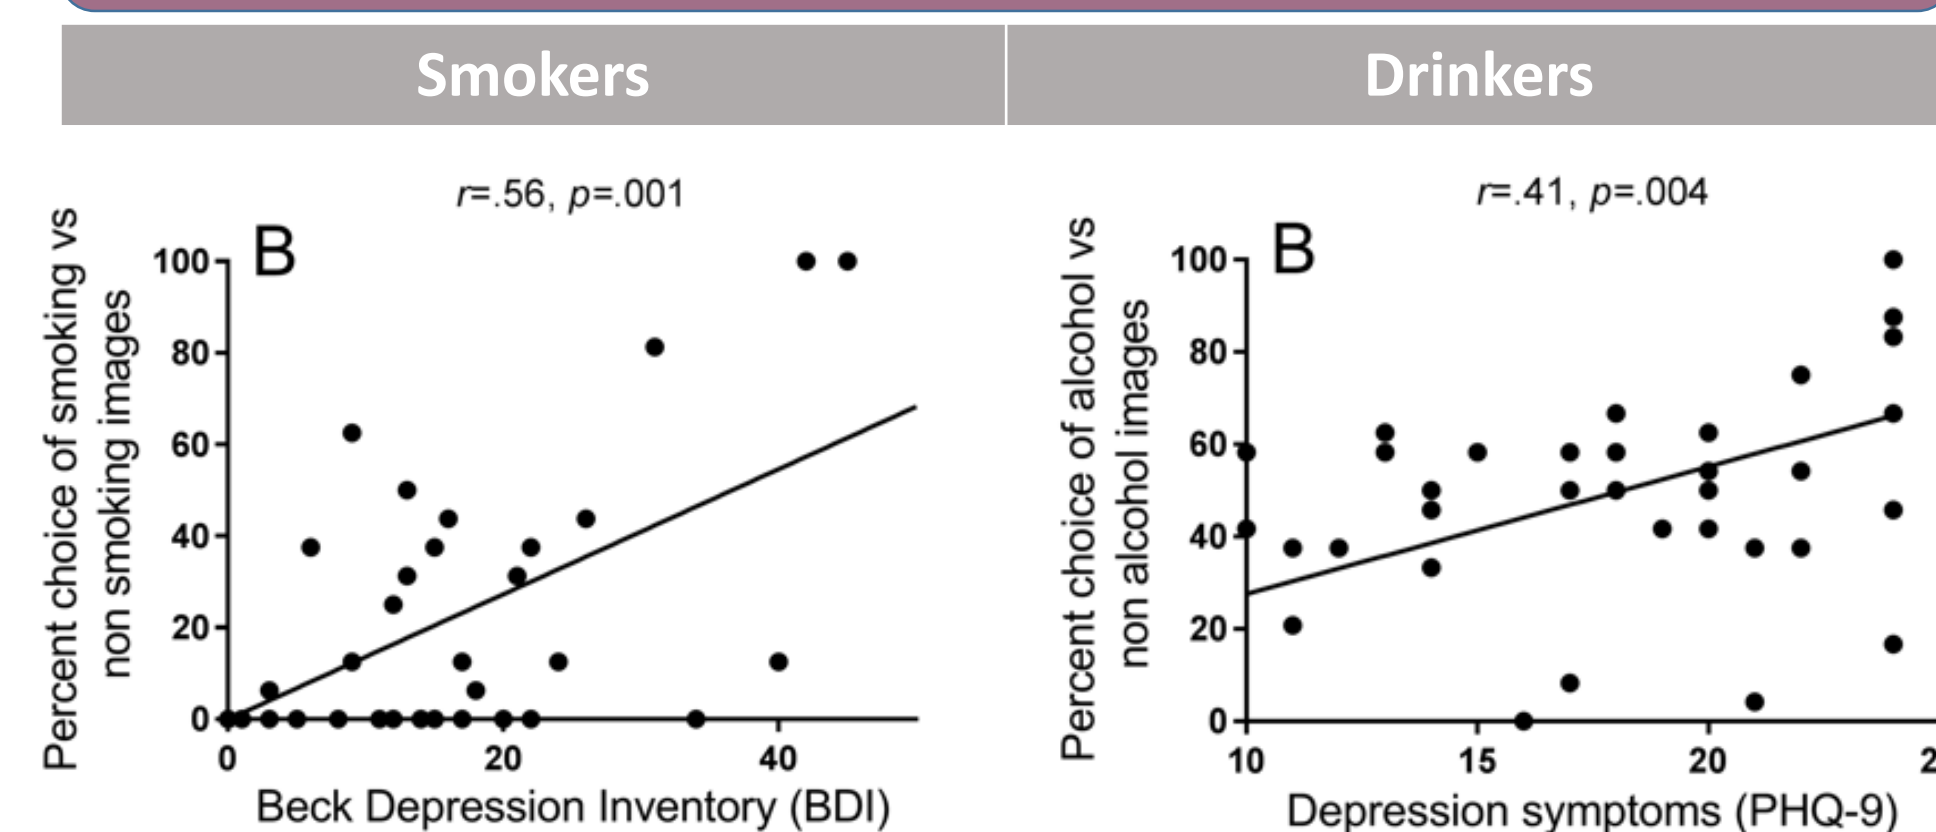 Smokers
Drinkers
r=.56, p=.001
B
Percent choice of smoking vs
non smoking images
100
80
60
40
20
0
0 20 40
Beck Depression Inventory (BDI)
r=.41, p=.004
B
Percent choice of alcohol vs
non alcohol images
100
80
60
40
20
0
10 15 20
Depression symptoms (PHQ-9)